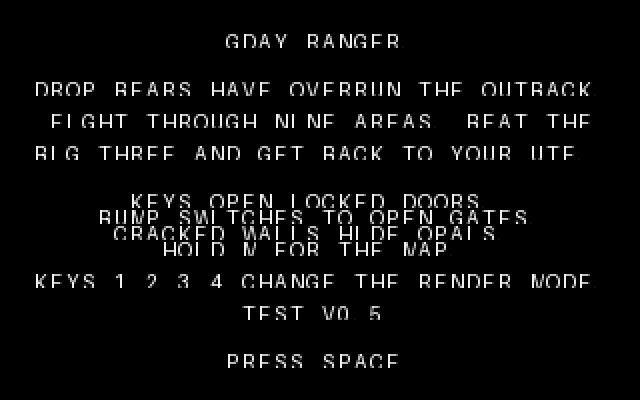 GDAY RANGER
DROP BEARS HAVE OVERRUN THE OUTBACK
FIGHT THROUGH NINE AREAS  BEAT THE
BIG THREE AND GET BACK TO YOUR UTE
KEYS OPEN LOCKED DOORS
BUMP SWITCHES TO OPEN GATES
CRACKED WALLS HIDE OPALS
HOLD M FOR THE MAP
KEYS 1 2 3 4 CHANGE THE RENDER MODE
TEST V0 5
PRESS SPACE